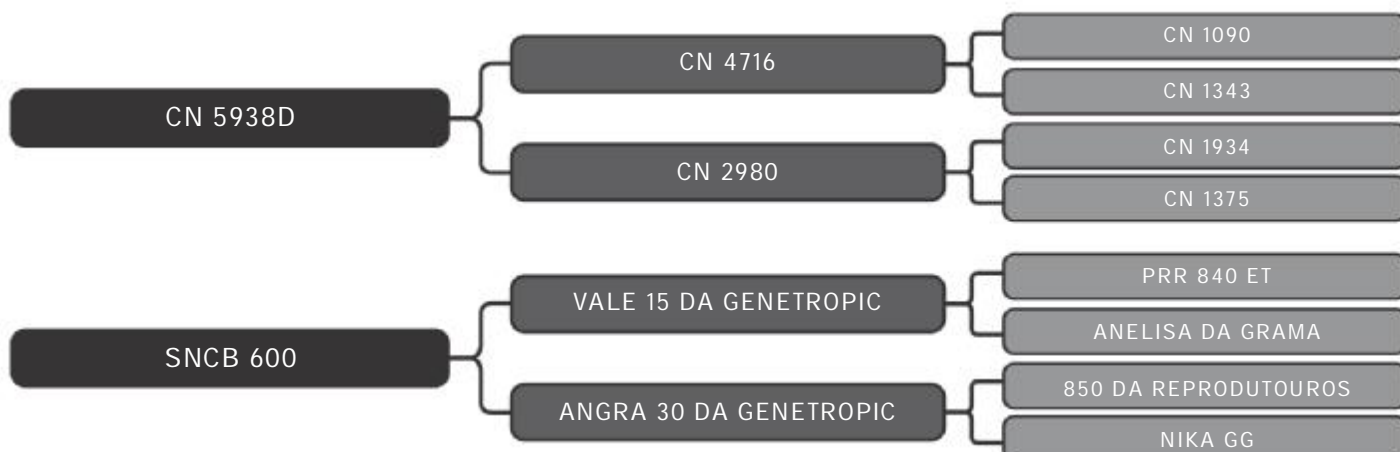 CN 5938D
CN 4716
CN 1090
CN 1343
CN 2980
CN 1934
CN 1375
SNCB 600
VALE 15 DA GENETROPIC
PRR 840 ET
ANELISA DA GRAMA
ANGRA 30 DA GENETROPIC
850 DA REPRODUTOUROS
NIKA GG